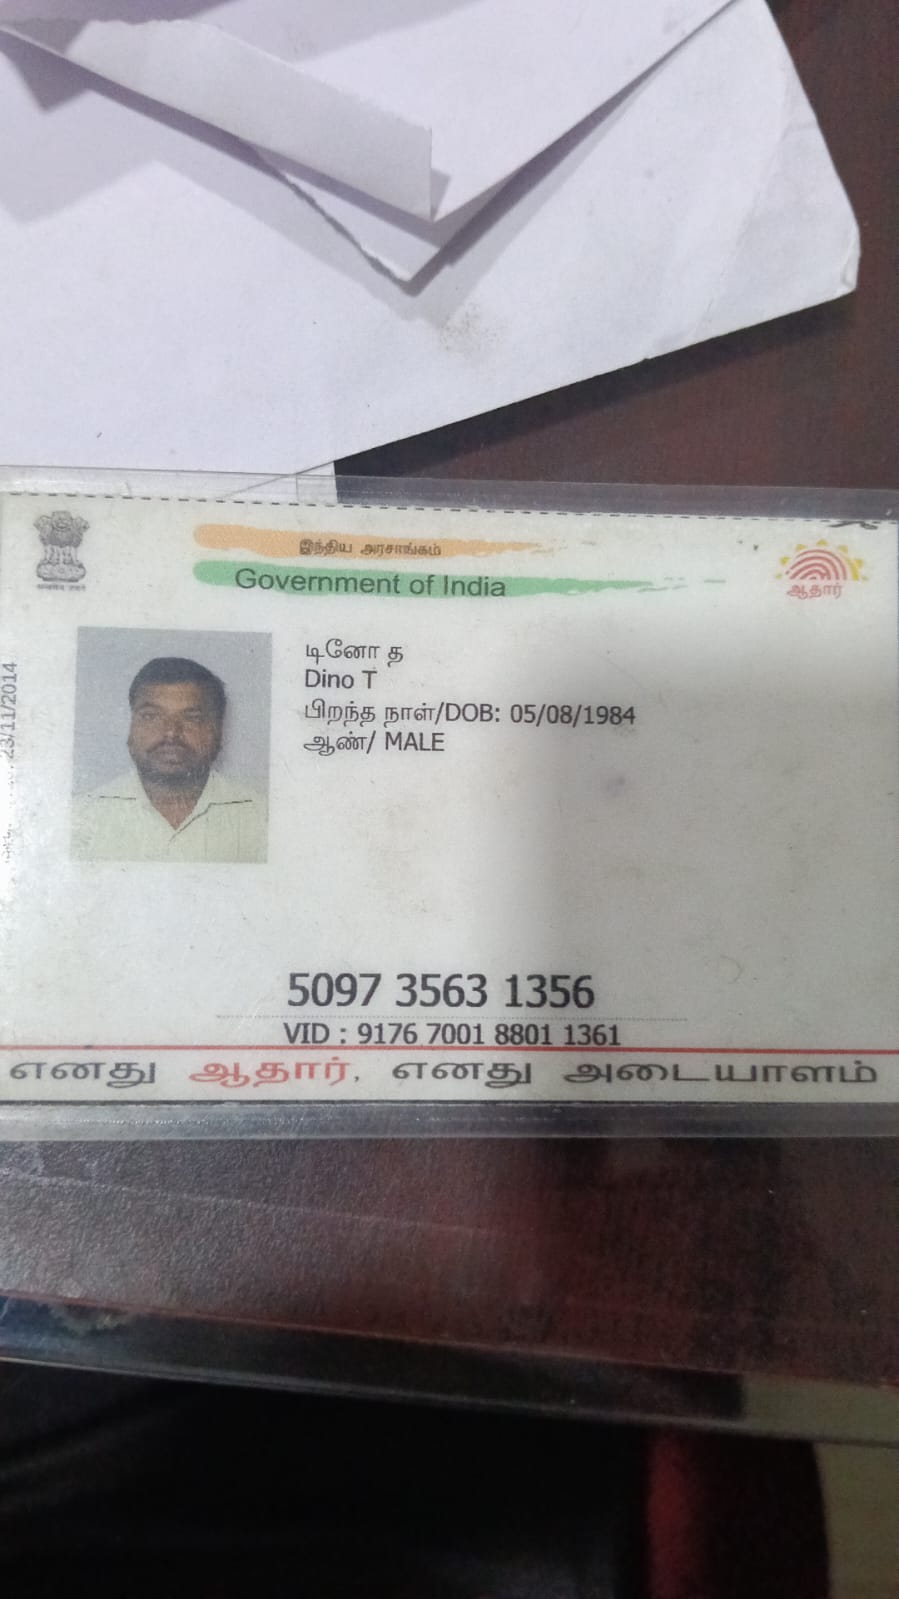 இந்திய அரசாங்கம்
Government of India
ஆதார்
டினோ த
Dino T
பிறந்த நாள்/DOB: 05/08/1984
ஆண்/ MALE
23/11/2014
5097 3563 1356
VID : 9176 7001 8801 1361
எனது ஆதார், எனது அடையாளம்